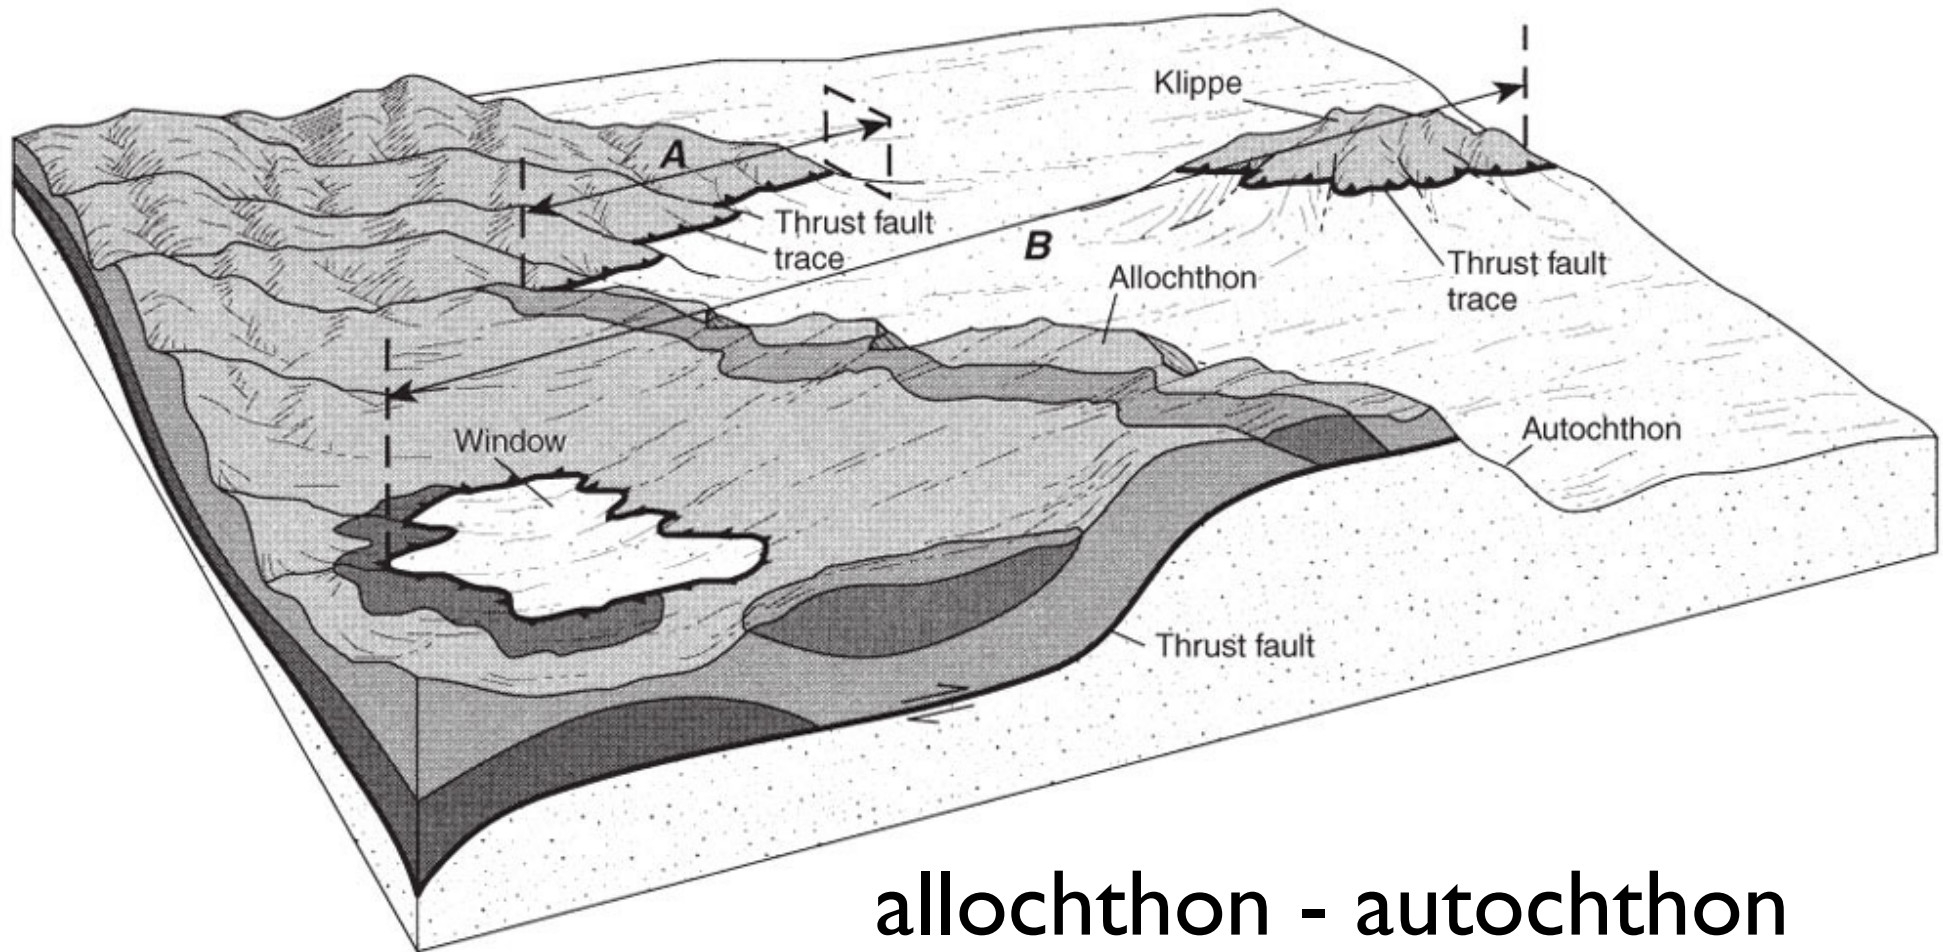 Klippe
A
Thrust fault
trace
B
Allochthon
Thrust fault
trace
Window
Autochthon
Thrust fault
allochthon - autochthon